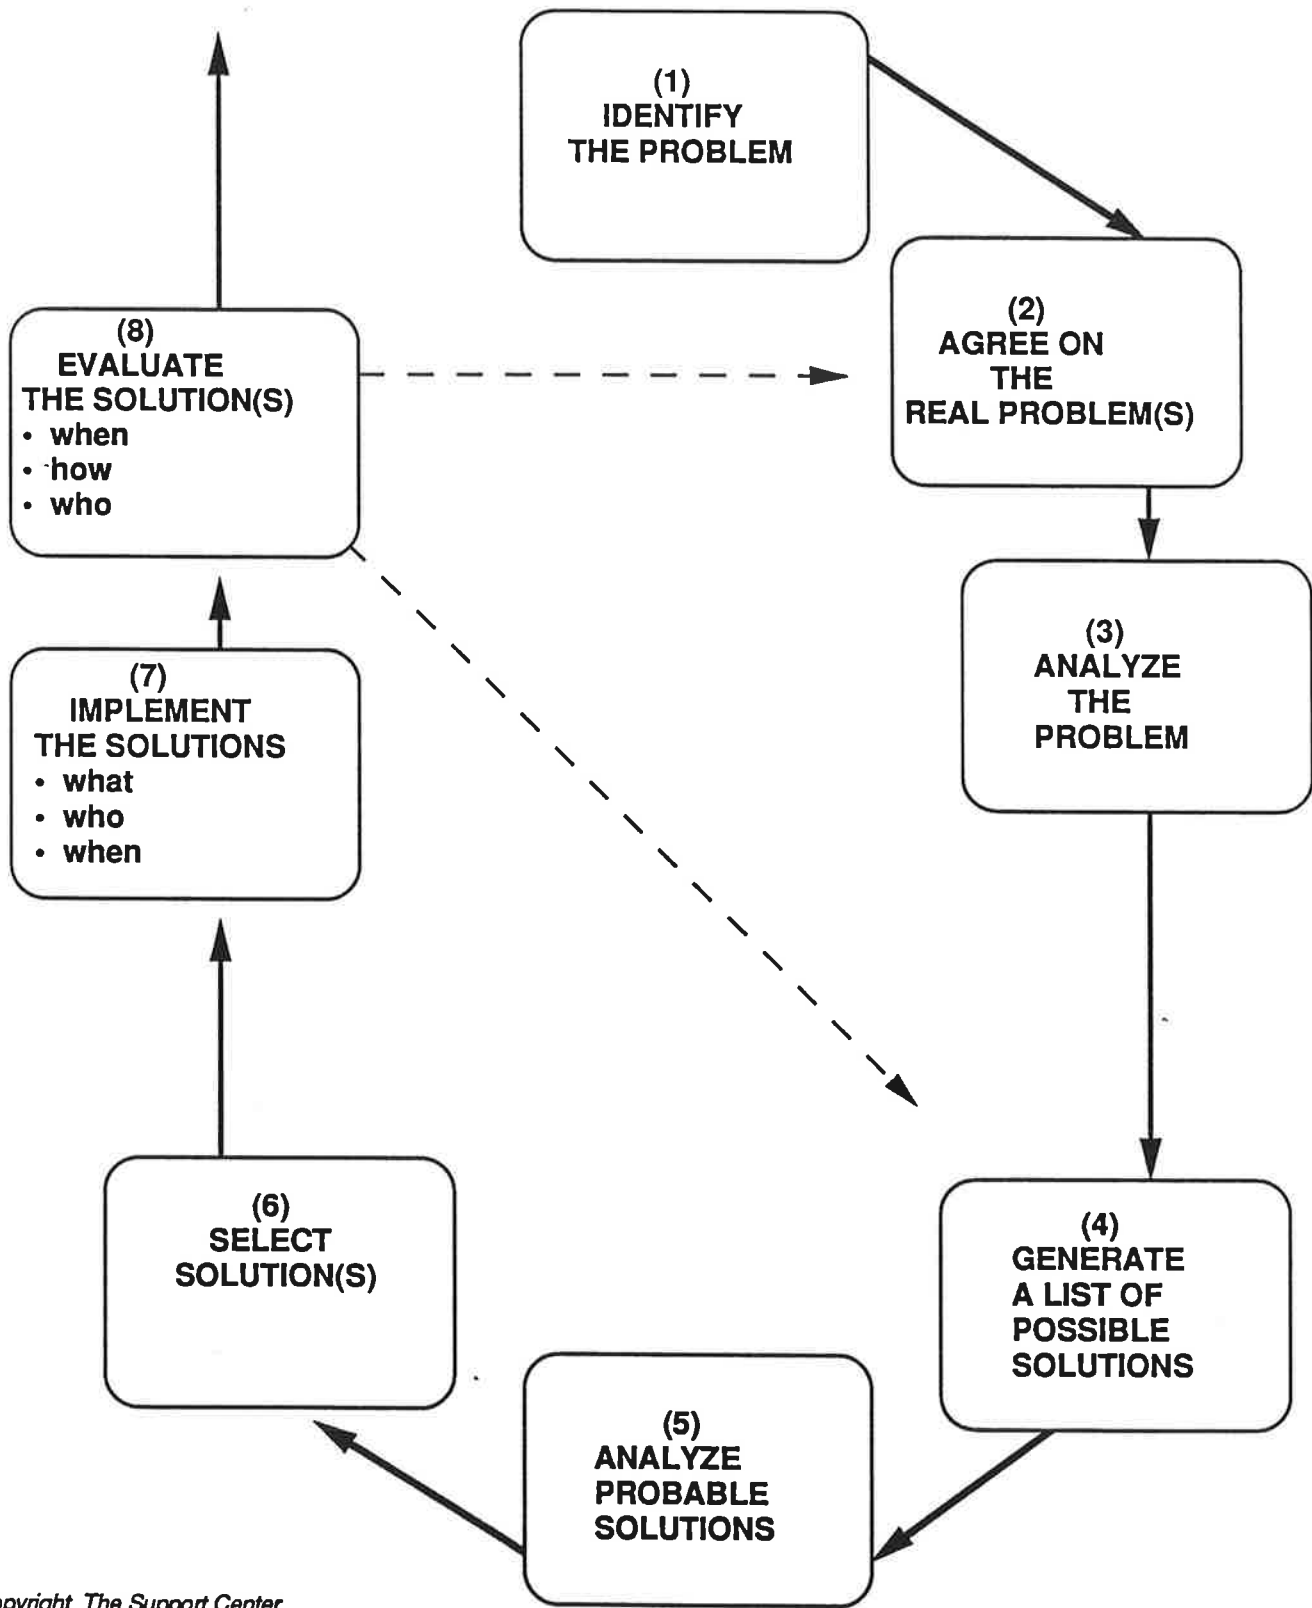 (1)
IDENTIFY
THE PROBLEM
(2)
AGREE ON
THE
REAL PROBLEM(S)
(3)
ANALYZE
THE
PROBLEM
(4)
GENERATE
A LIST OF
POSSIBLE
SOLUTIONS
(5)
ANALYZE
PROBABLE
SOLUTIONS
(6)
SELECT
SOLUTION(S)
(7)
IMPLEMENT
THE SOLUTIONS
• what
• who
• when
(8)
EVALUATE
THE SOLUTION(S)
• when
• how
• who
pyright The Support Center